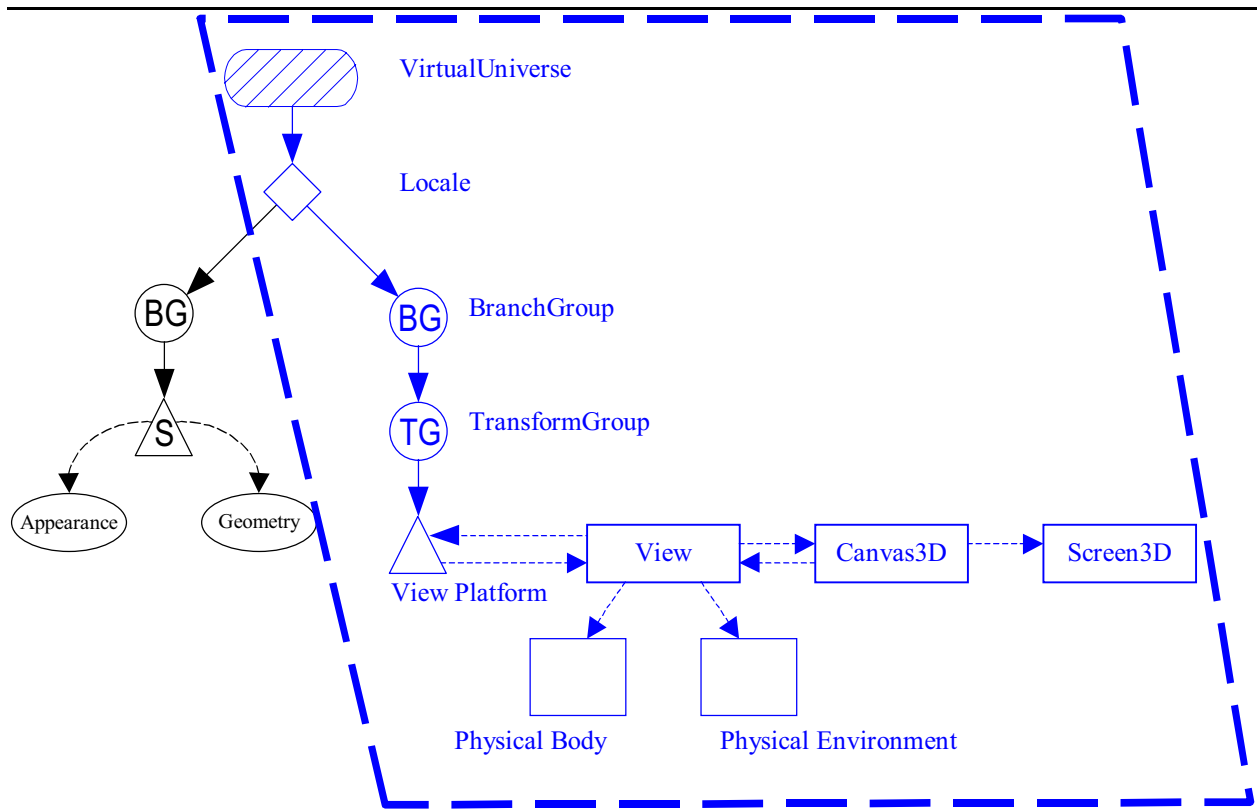 VirtualUniverse
Locale
BG
BG
BranchGroup
S
TG
TransformGroup
Appearance
Geometry
View
Canvas3D
Screen3D
View Platform
Physical Body
Physical Environment